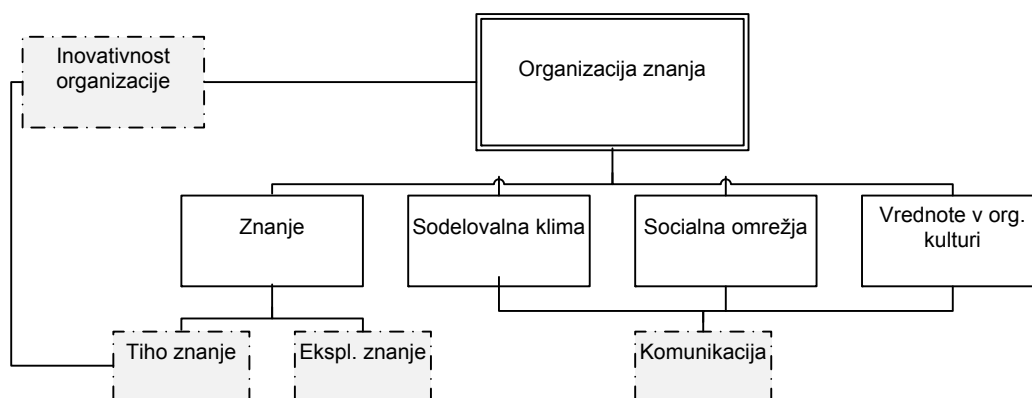 Inovativnost
organizacije
Organizacija znanja
Znanje
Sodelovalna klima
Socialna omrežja
Vrednote v org.
kulturi
Tiho znanje
Ekspl. znanje
Komunikacija